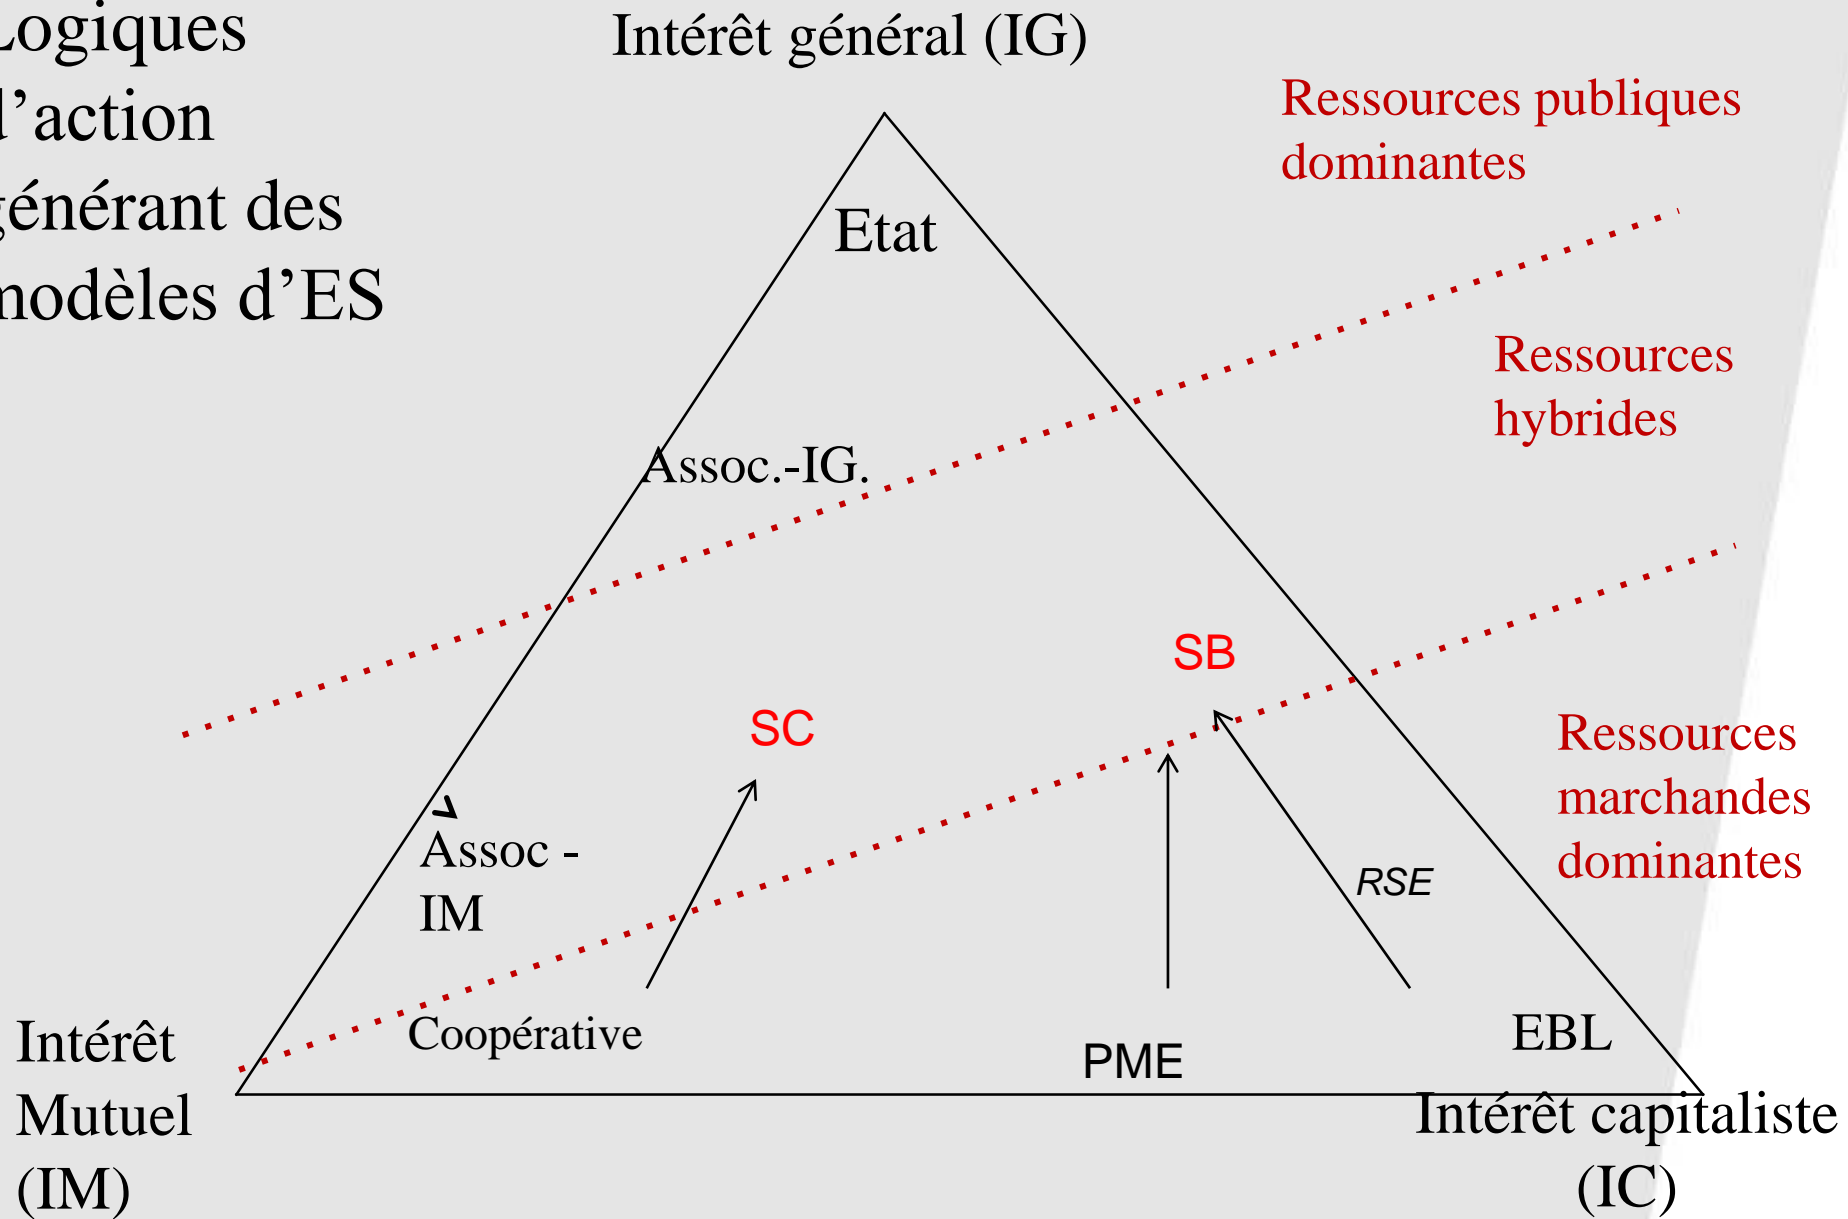 Logiques
d’action
générant des
modèles d’ES
Intérêt général (IG)
Ressources publiques
dominantes
Etat
Ressources
hybrides
Assoc.-IG.
SB
SC
Ressources
marchandes
dominantes
Assoc -
IM
RSE
Coopérative
PME
EBL
Intérêt
Mutuel
(IM)
Intérêt capitaliste
(IC)